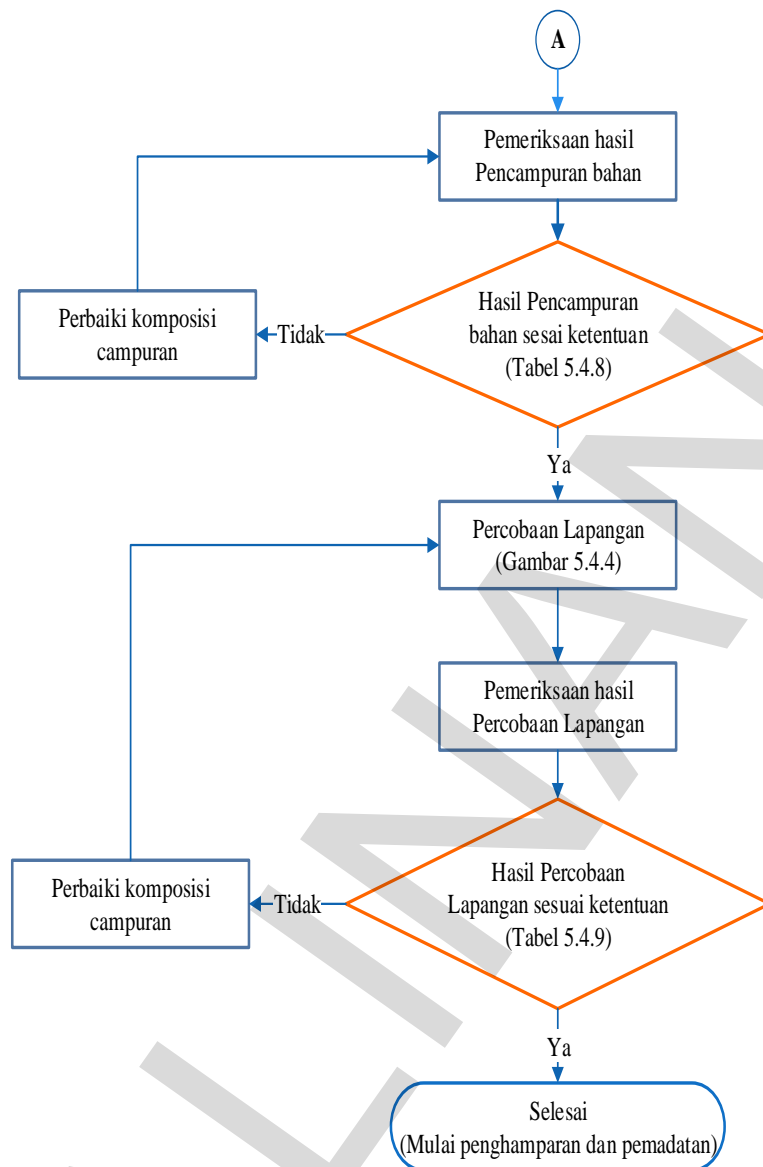 A
Pemeriksaan hasil
Pencampuran bahan
Hasil Pencampuran
bahan sesai ketentuan
(Tabel 5.4.8)
Tidak
Perbaiki komposisi
campuran
Ya
Percobaan Lapangan
(Gambar 5.4.4)
Pemeriksaan hasil
Percobaan Lapangan
Hasil Percobaan
Lapangan sesuai ketentuan
(Tabel 5.4.9)
Tidak
Perbaiki komposisi
campuran
Ya
Selesai
(Mulai penghamparan dan pemadatan)
LINAN